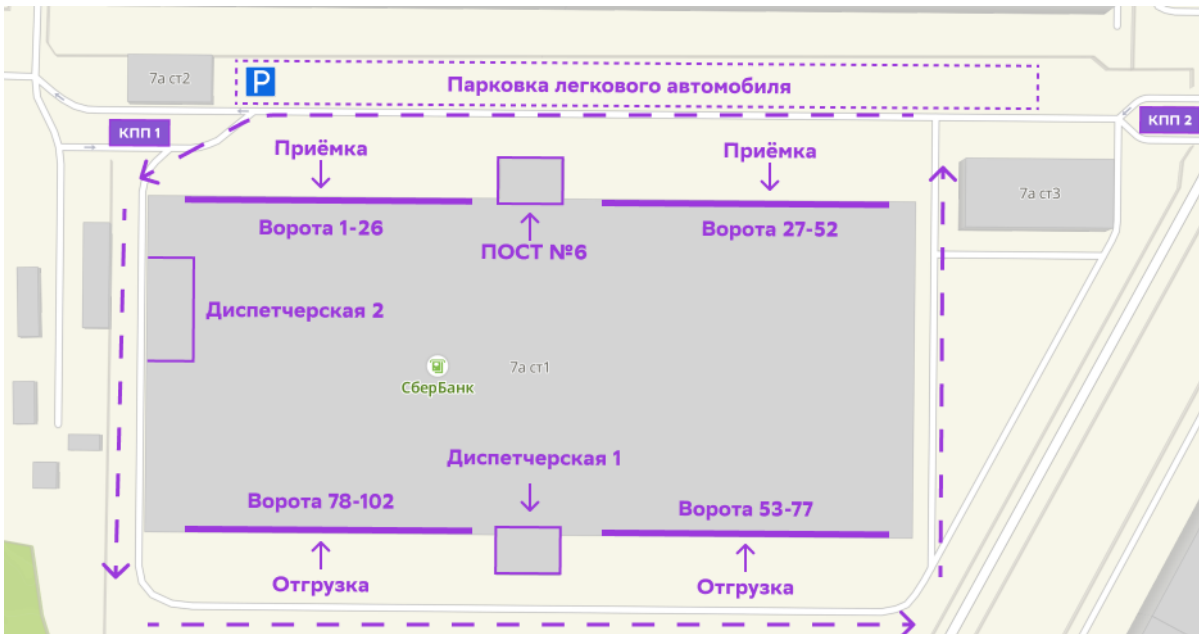 7а ст2
P
Парковка легкового автомобиля
КПП 1
КПП 2
Приёмка
Приёмка
7а ст3
Ворота 1-26
Ворота 27-52
ПОСТ №6
Диспетчерская 2
7а ст1
СберБанк
Диспетчерская 1
Ворота 78-102
Ворота 53-77
Отгрузка
Отгрузка